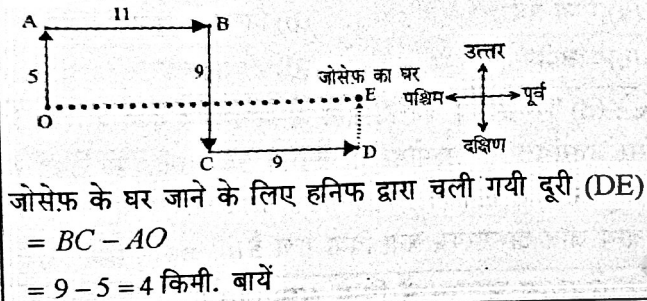 A 11 B
उत्तर
5 9 जोसेफ़ का घर
O E पश्चिम पूर्व
दक्षिण
C 9 D
जोसेफ़ के घर जाने के लिए हनिफ द्वारा चली गयी दूरी (DE)
= BC − AO
= 9 − 5 = 4 किमी. बायें